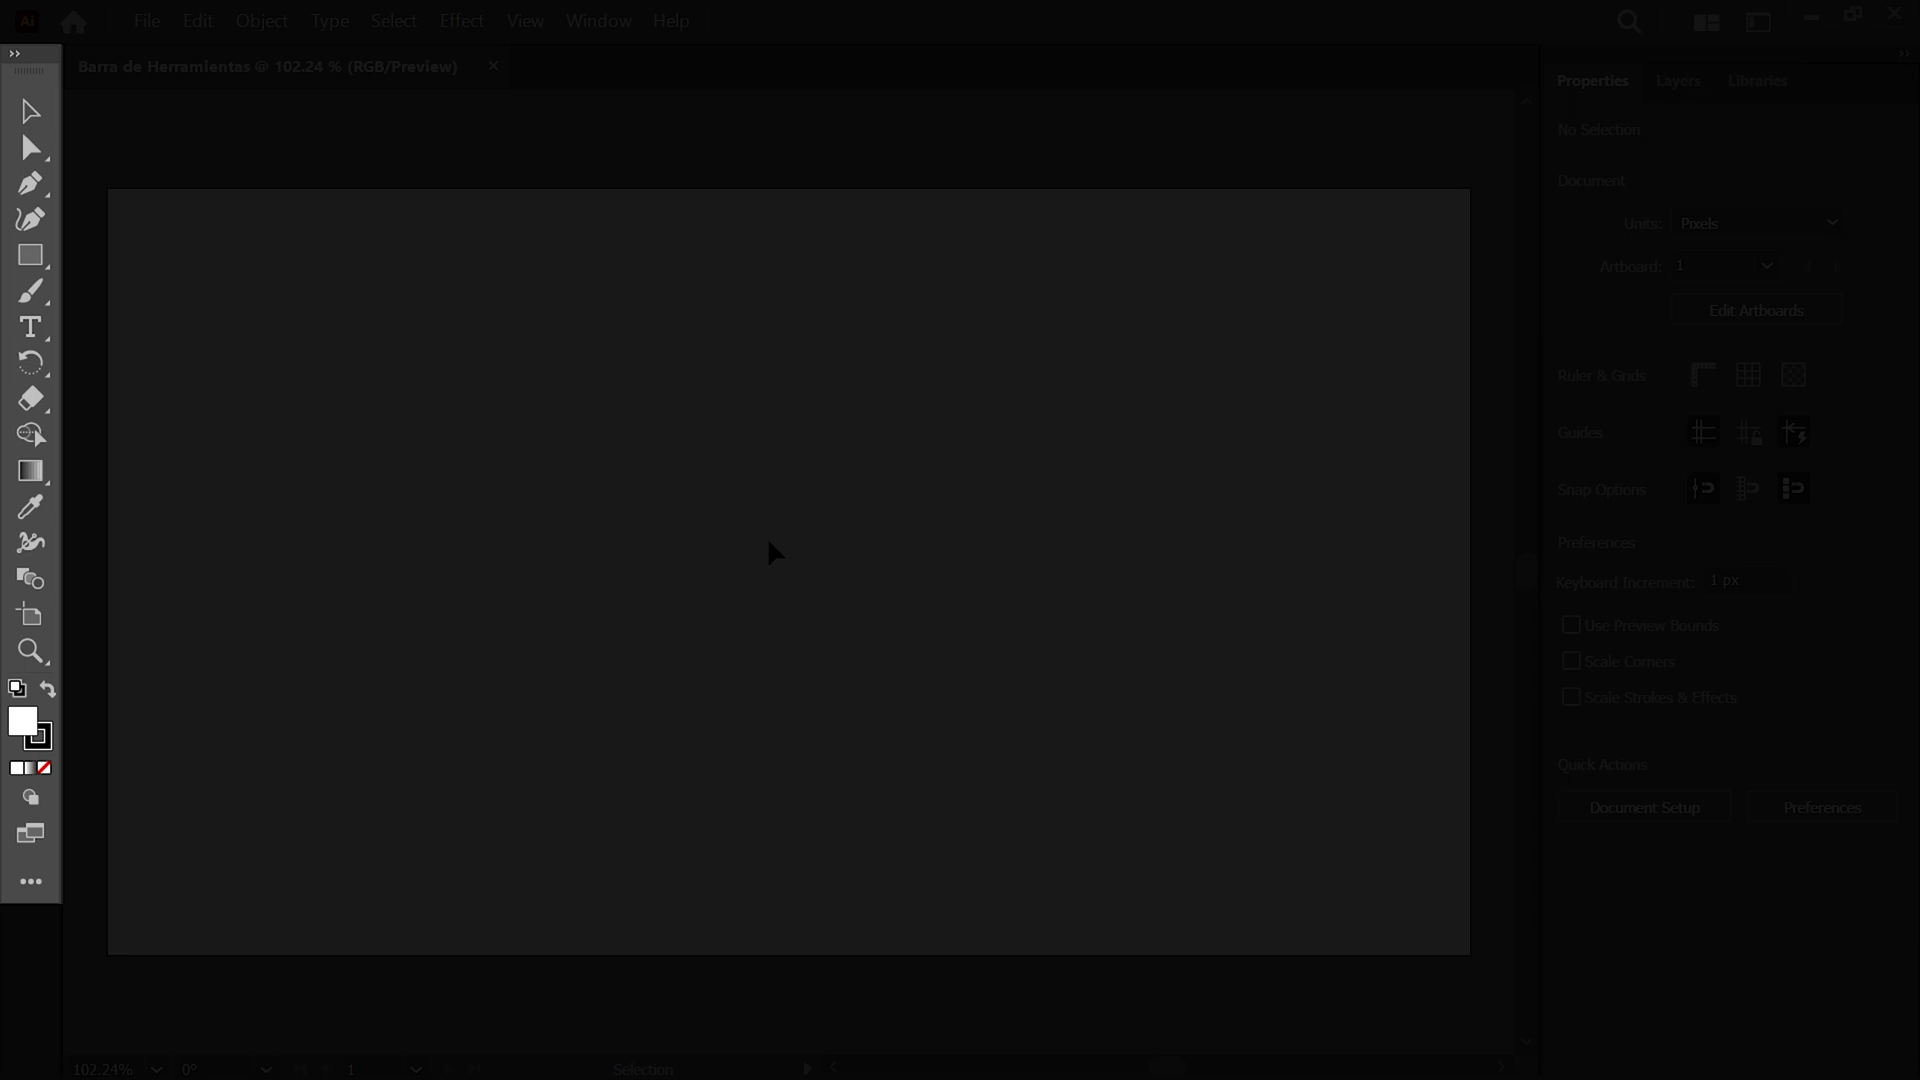 Ai File Edit Object Type Select Effect View Window Help
Barra de Herramientas @ 102.24 % (RGB/Preview)
Properties Layers Libraries
No Selection
Document
Units: Pixels
Artboard: 1
Edit Artboards
Ruler & Grids
Guides
Snap Options
Preferences
Keyboard Increment: 1 px
Use Preview Bounds
Scale Corners
Scale Strokes & Effects
Quick Actions
Document Setup Preferences
102.24% 0° 1 Selection